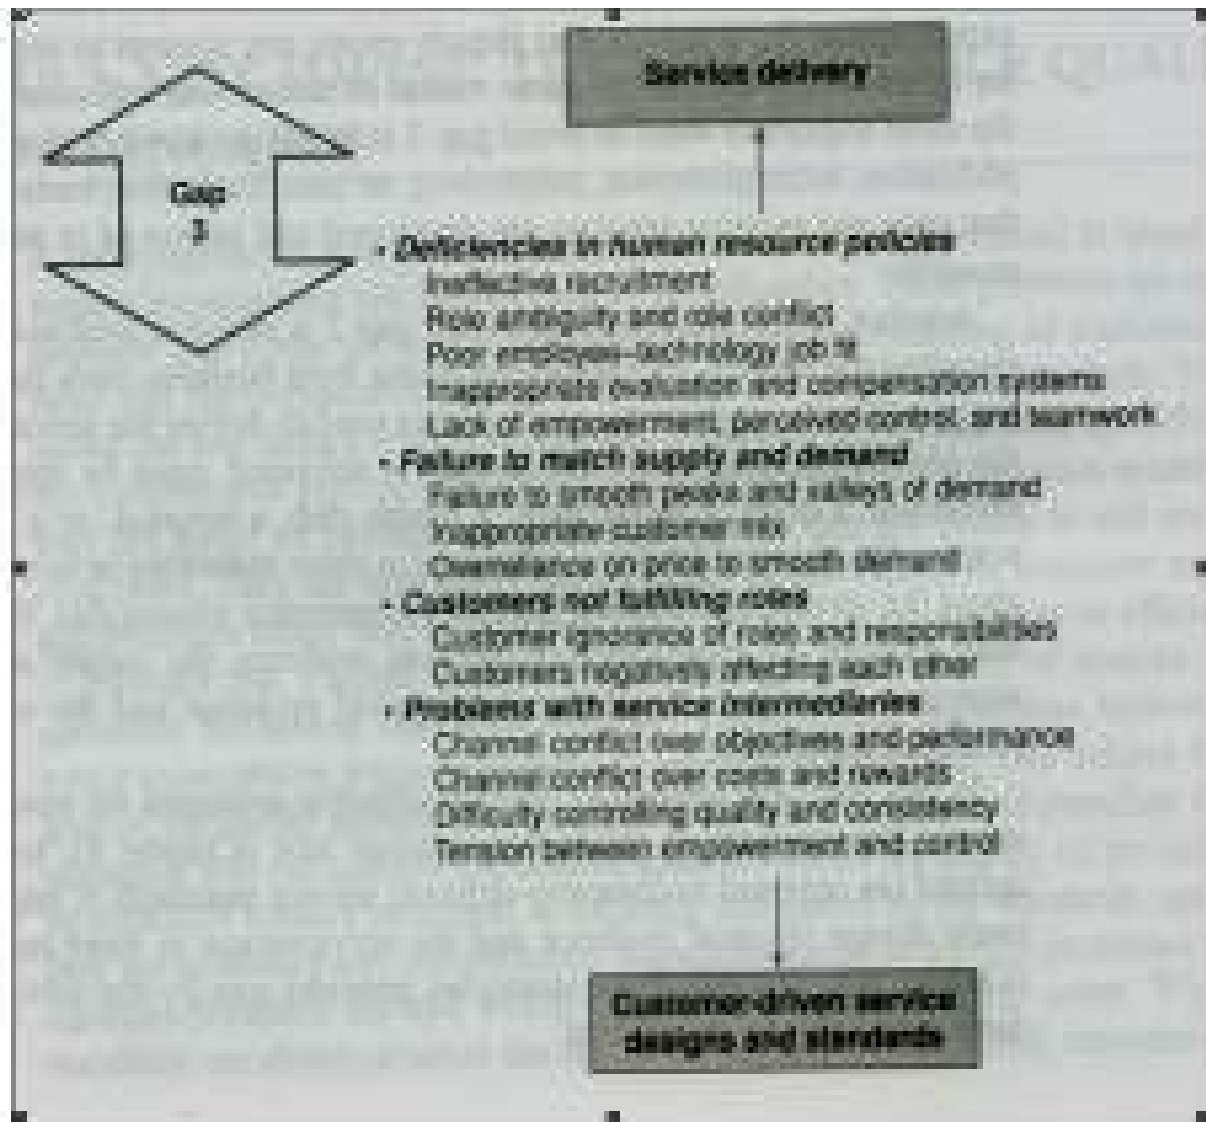 Service delivery
Gap
3
• Deficiencies in human resource policies
Ineffective recruitment
Role ambiguity and role conflict
Poor employee–technology job fit
Inappropriate evaluation and compensation systems
Lack of empowerment, perceived control, and teamwork
• Failure to match supply and demand
Failure to smooth peaks and valleys of demand
Inappropriate customer mix
Overreliance on price to smooth demand
• Customers not fulfilling roles
Customer ignorance of roles and responsibilities
Customers negatively affecting each other
• Problems with service intermediaries
Channel conflict over objectives and performance
Channel conflict over costs and rewards
Difficulty controlling quality and consistency
Tension between empowerment and control
Customer-driven service
designs and standards